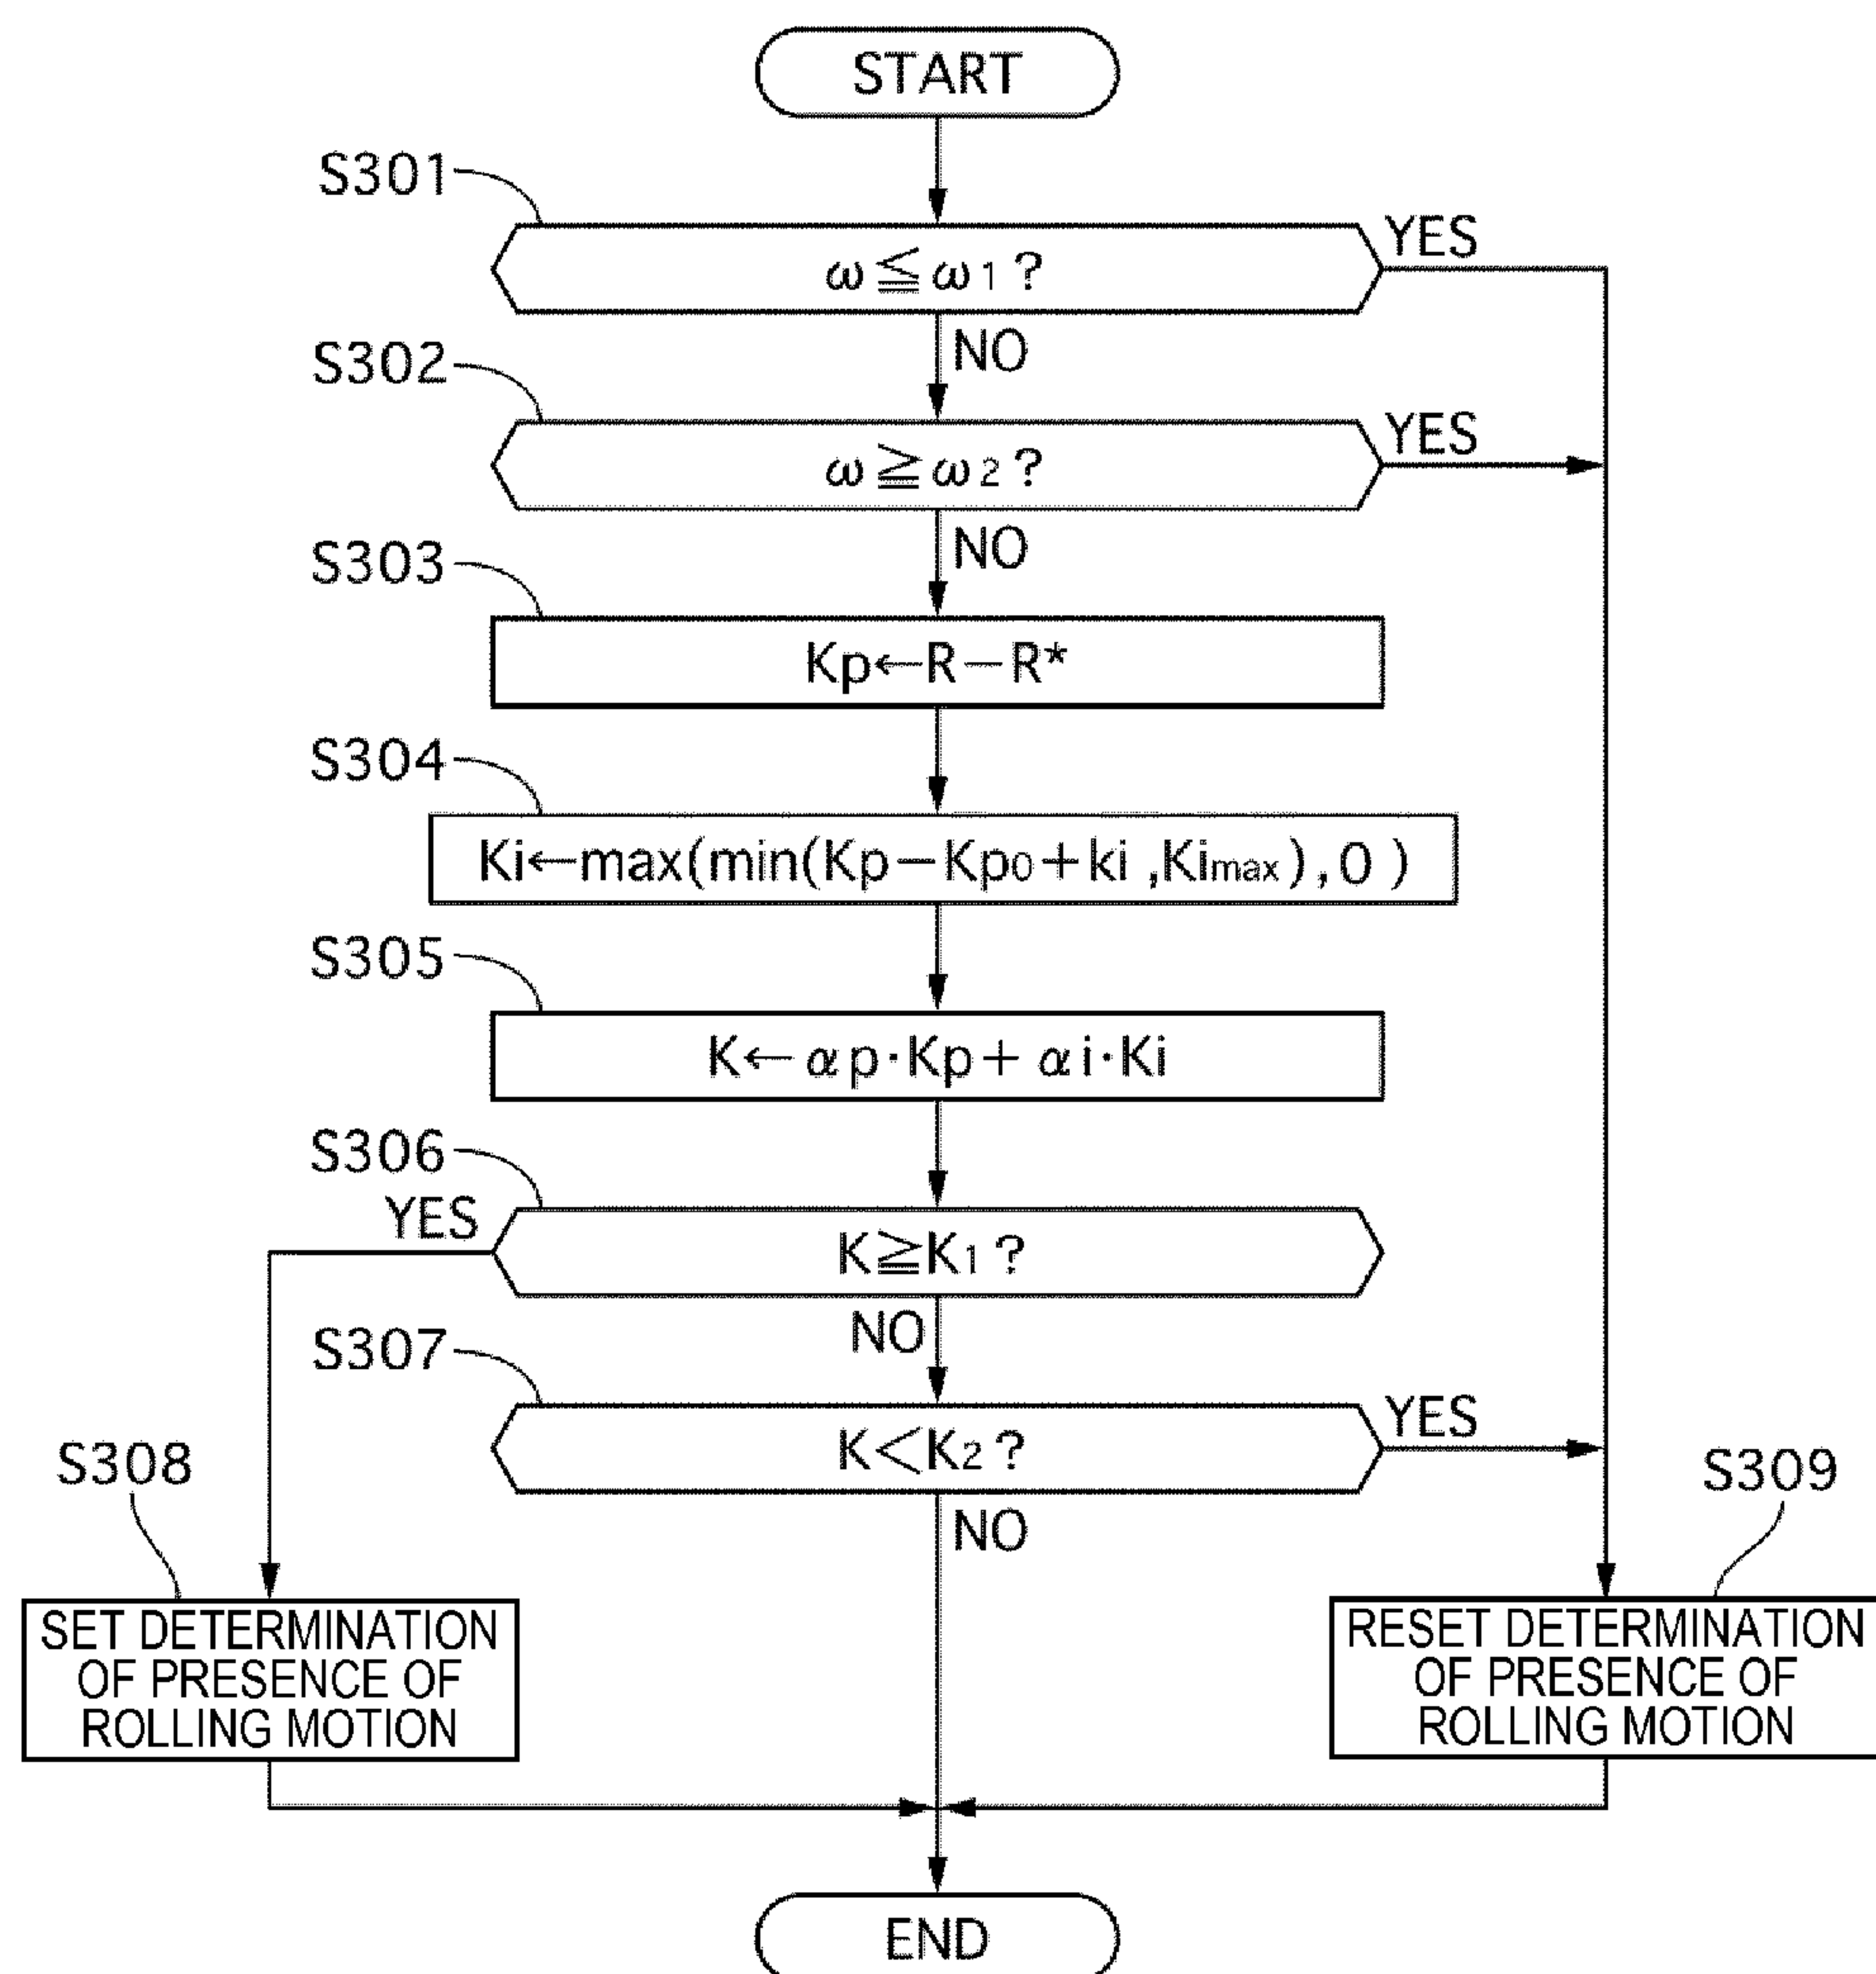 START
S301
ω≦ω1?
YES
NO
S302
ω≧ω2?
YES
NO
S303
Kp←R−R*
S304
Ki←max(min(Kp−Kp0+ki ,Kimax),0 )
S305
K←αp·Kp+αi·Ki
S306
YES
K≧K1?
NO
S307
K<K2?
YES
NO
S308
SET DETERMINATION
OF PRESENCE OF
ROLLING MOTION
S309
RESET DETERMINATION
OF PRESENCE OF
ROLLING MOTION
END